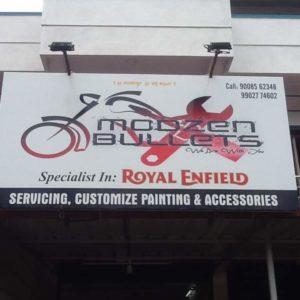 Call: 90085 62348
99027 74602
MODZEN
BULLETS
Specialist In: ROYAL ENFIELD
SERVICING, CUSTOMIZE PAINTING & ACCESSORIES